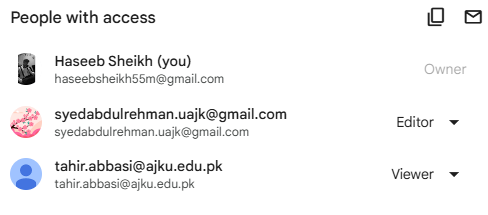 People with access
Haseeb Sheikh (you)
haseebsheikh55m@gmail.com
Owner
syedabdulrehman.uajk@gmail.com
syedabdulrehman.uajk@gmail.com
Editor
tahir.abbasi@ajku.edu.pk
tahir.abbasi@ajku.edu.pk
Viewer